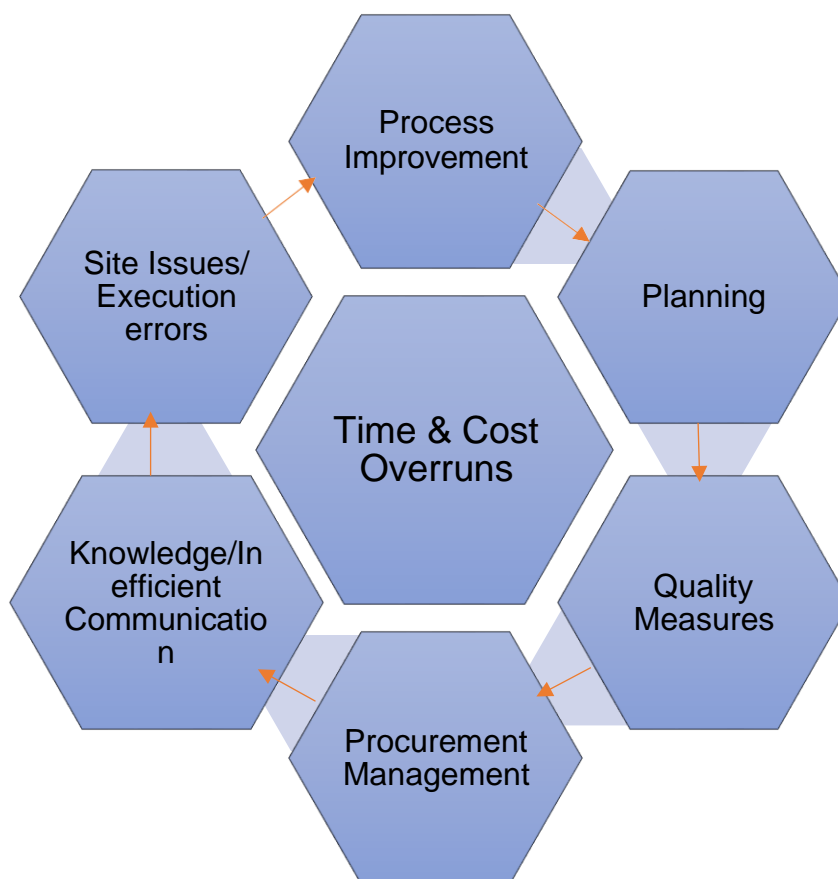 Process
Improvement
Planning
Quality
Measures
Procurement
Management
Knowledge/In
efficient
Communicatio
n
Site Issues/
Execution
errors
Time & Cost
Overruns